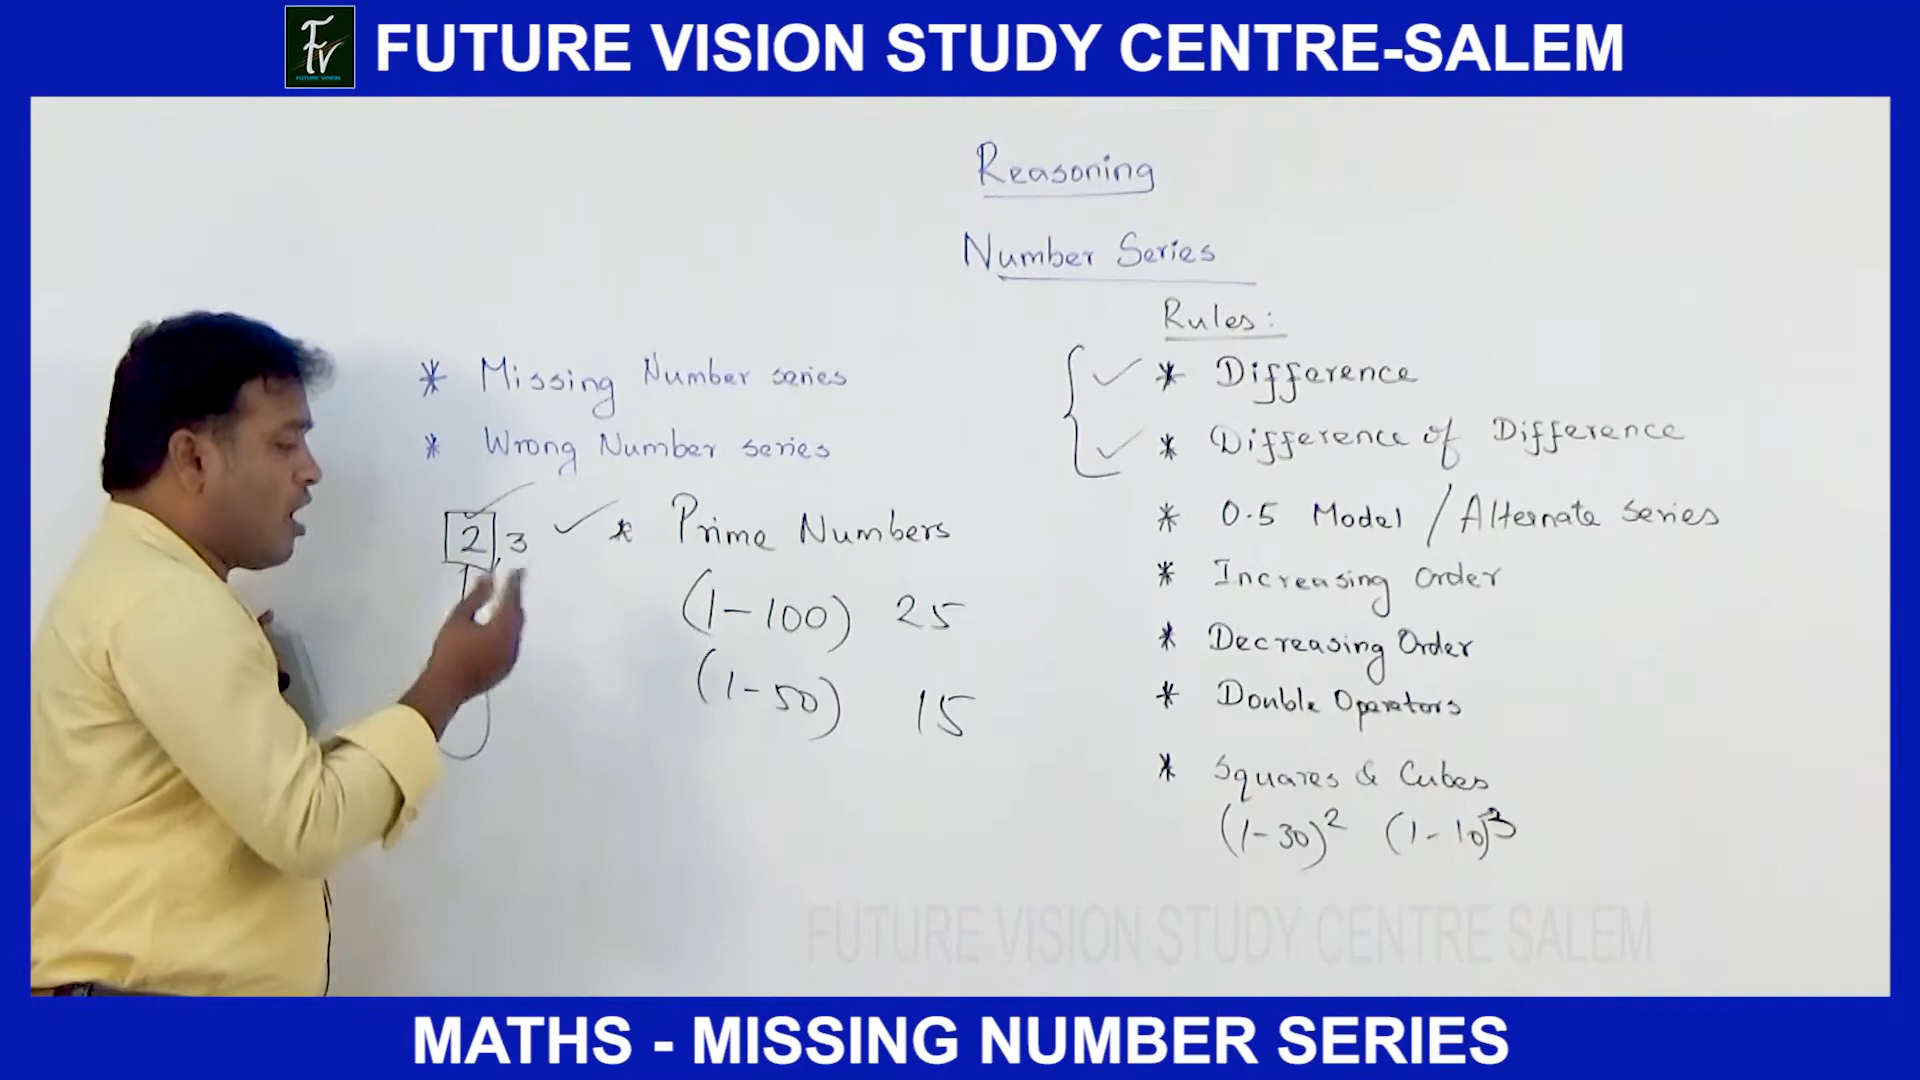 FUTURE VISION STUDY CENTRE-SALEM
FV
FUTURE VISION
Reasoning
Number Series
Rules:
* Missing Number series
* Wrong Number series
2, 3 ✓ * Prime Numbers
(1-100) 25
(1-50) 15
✓ * Difference
✓ * Difference of Difference
* 0.5 Model / Alternate Series
* Increasing Order
* Decreasing Order
* Double Operators
* Squares & Cubes
(1-30)² (1-10)³
FUTURE VISION STUDY CENTRE SALEM
MATHS - MISSING NUMBER SERIES